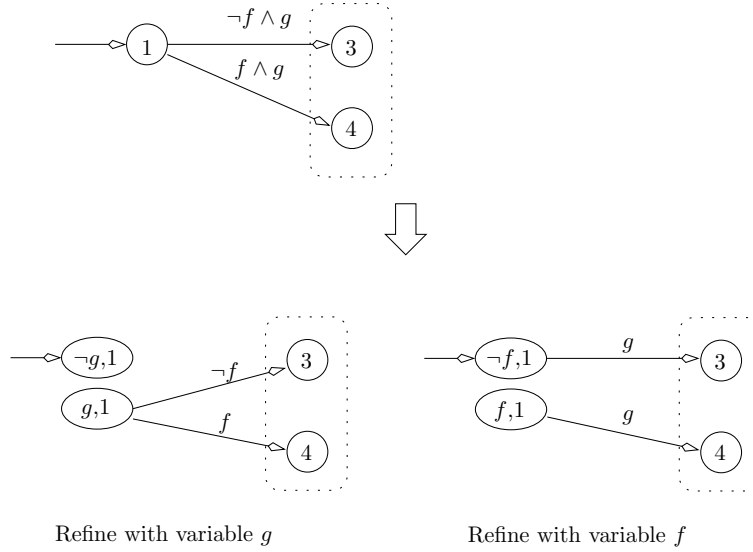 ¬f ∧ g
1
3
f ∧ g
4
¬g,1
¬f
3
g,1
f
4
¬f,1
g
3
f,1
g
4
Refine with variable g
Refine with variable f